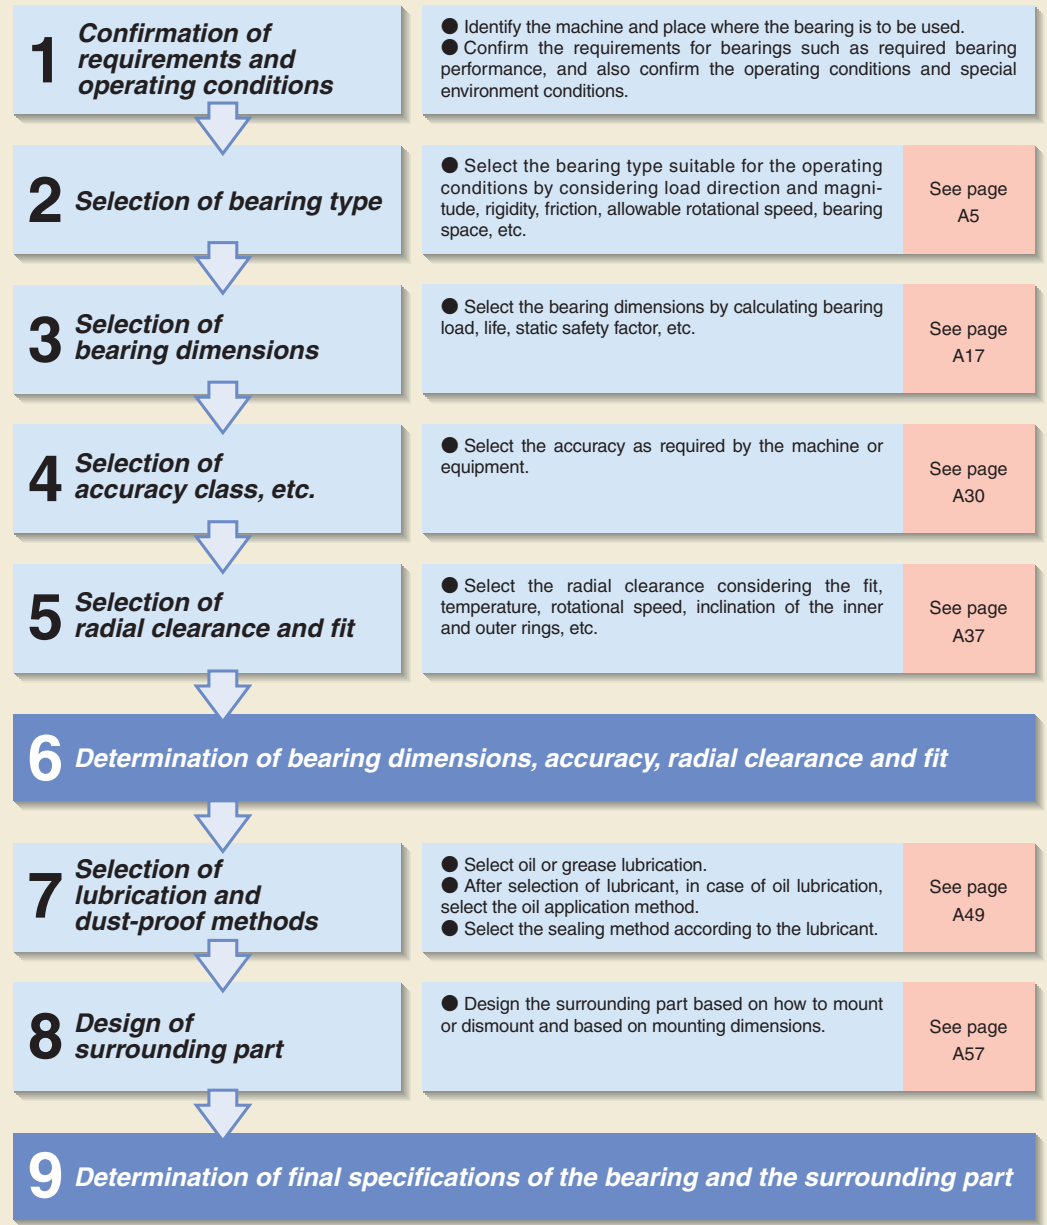 1
Confirmation of
requirements and
operating conditions
● Identify the machine and place where the bearing is to be used.
● Confirm the requirements for bearings such as required bearing
performance, and also confirm the operating conditions and special
environment conditions.
2
Selection of bearing type
● Select the bearing type suitable for the operating
conditions by considering load direction and magni-
tude, rigidity, friction, allowable rotational speed, bearing
space, etc.
See page
A5
3
Selection of
bearing dimensions
● Select the bearing dimensions by calculating bearing
load, life, static safety factor, etc.
See page
A17
4
Selection of
accuracy class, etc.
● Select the accuracy as required by the machine or
equipment.
See page
A30
5
Selection of
radial clearance and fit
● Select the radial clearance considering the fit,
temperature, rotational speed, inclination of the inner
and outer rings, etc.
See page
A37
6
Determination of bearing dimensions, accuracy, radial clearance and fit
7
Selection of
lubrication and
dust-proof methods
● Select oil or grease lubrication.
● After selection of lubricant, in case of oil lubrication,
select the oil application method.
● Select the sealing method according to the lubricant.
See page
A49
8
Design of
surrounding part
● Design the surrounding part based on how to mount
or dismount and based on mounting dimensions.
See page
A57
9
Determination of final specifications of the bearing and the surrounding part